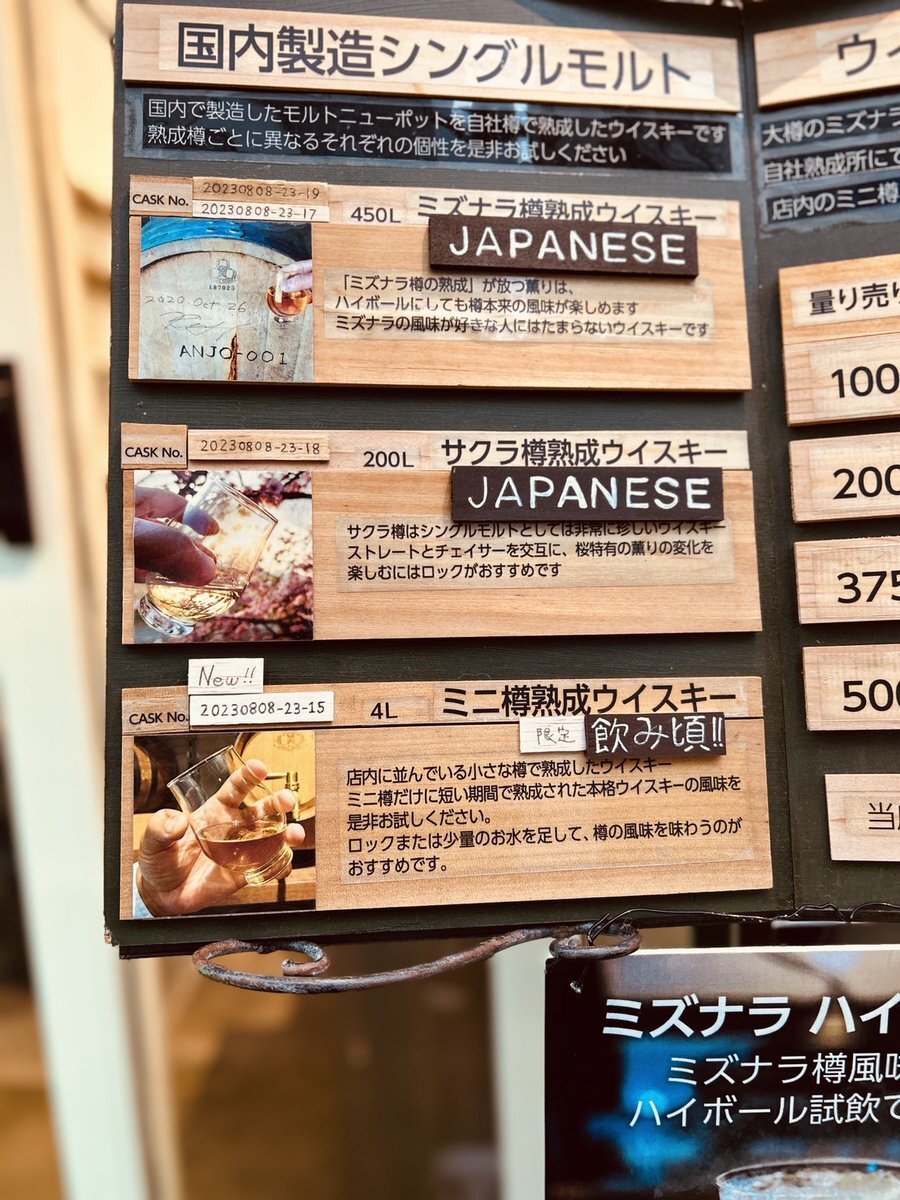 国内製造シングルモルト
国内で製造したモルトニューポットを自社樽で熟成したウイスキーです
熟成樽ごとに異なるそれぞれの個性を是非お試しください
CASK No.
20230808-23-19
20230808-23-17
450L
ミズナラ樽熟成ウイスキー
JAPANESE
187023
2020. Oct 26
ANJO-001
「ミズナラ樽の熟成」が放つ薫りは、
ハイボールにしても樽本来の風味が楽しめます
ミズナラの風味が好きな人にはたまらないウイスキーです
CASK No.
20230808-23-18
200L
サクラ樽熟成ウイスキー
JAPANESE
サクラ樽はシングルモルトとしては非常に珍しいウイスキー
ストレートとチェイサーを交互に、桜特有の薫りの変化を
楽しむにはロックがおすすめです
New!!
CASK No.
20230808-23-15
4L
ミニ樽熟成ウイスキー
限定
飲み頃!!
店内に並んでいる小さな樽で熟成したウイスキー
ミニ樽だけに短い期間で熟成された本格ウイスキーの風味を
是非お試しください。
ロックまたは少量のお水を足して、樽の風味を味わうのが
おすすめです。
ウイ
大樽のミズナラ
自社熟成所にて
店内のミニ樽
量り売り
100
200
375
500
当
ミズナラ ハイ
ミズナラ樽風味
ハイボール試飲で